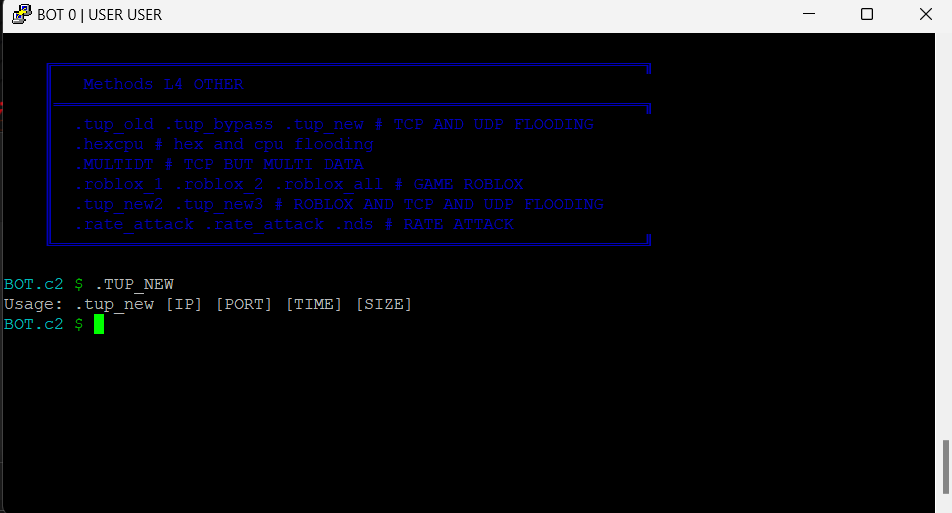 BOT 0 | USER USER
Methods L4 OTHER
.tup_old .tup_bypass .tup_new # TCP AND UDP FLOODING
.hexcpu # hex and cpu flooding
.MULTIDT # TCP BUT MULTI DATA
.roblox_1 .roblox_2 .roblox_all # GAME ROBLOX
.tup_new2 .tup_new3 # ROBLOX AND TCP AND UDP FLOODING
.rate_attack .rate_attack .nds # RATE ATTACK
BOT.c2 $ .TUP_NEW
Usage: .tup_new [IP] [PORT] [TIME] [SIZE]
BOT.c2 $